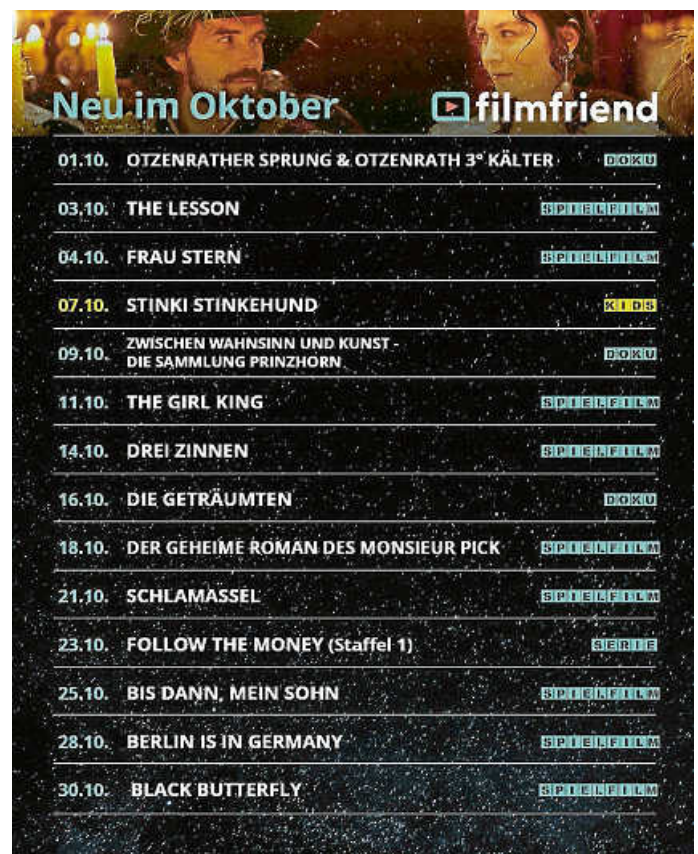 Neu im Oktober filmfriend
01.10. OTZENRATHER SPRUNG & OTZENRATH 3° KÄLTER DOKU
03.10. THE LESSON SPIELFILM
04.10. FRAU STERN SPIELFILM
07.10. STINKI STINKEHUND KIDS
09.10. ZWISCHEN WAHNSINN UND KUNST -
DIE SAMMLUNG PRINZHORN DOKU
11.10. THE GIRL KING SPIELFILM
14.10. DREI ZINNEN SPIELFILM
16.10. DIE GETRÄUMTEN DOKU
18.10. DER GEHEIME ROMAN DES MONSIEUR PICK SPIELFILM
21.10. SCHLAMASSEL SPIELFILM
23.10. FOLLOW THE MONEY (Staffel 1) SERIE
25.10. BIS DANN, MEIN SOHN SPIELFILM
28.10. BERLIN IS IN GERMANY SPIELFILM
30.10. BLACK BUTTERFLY SPIELFILM